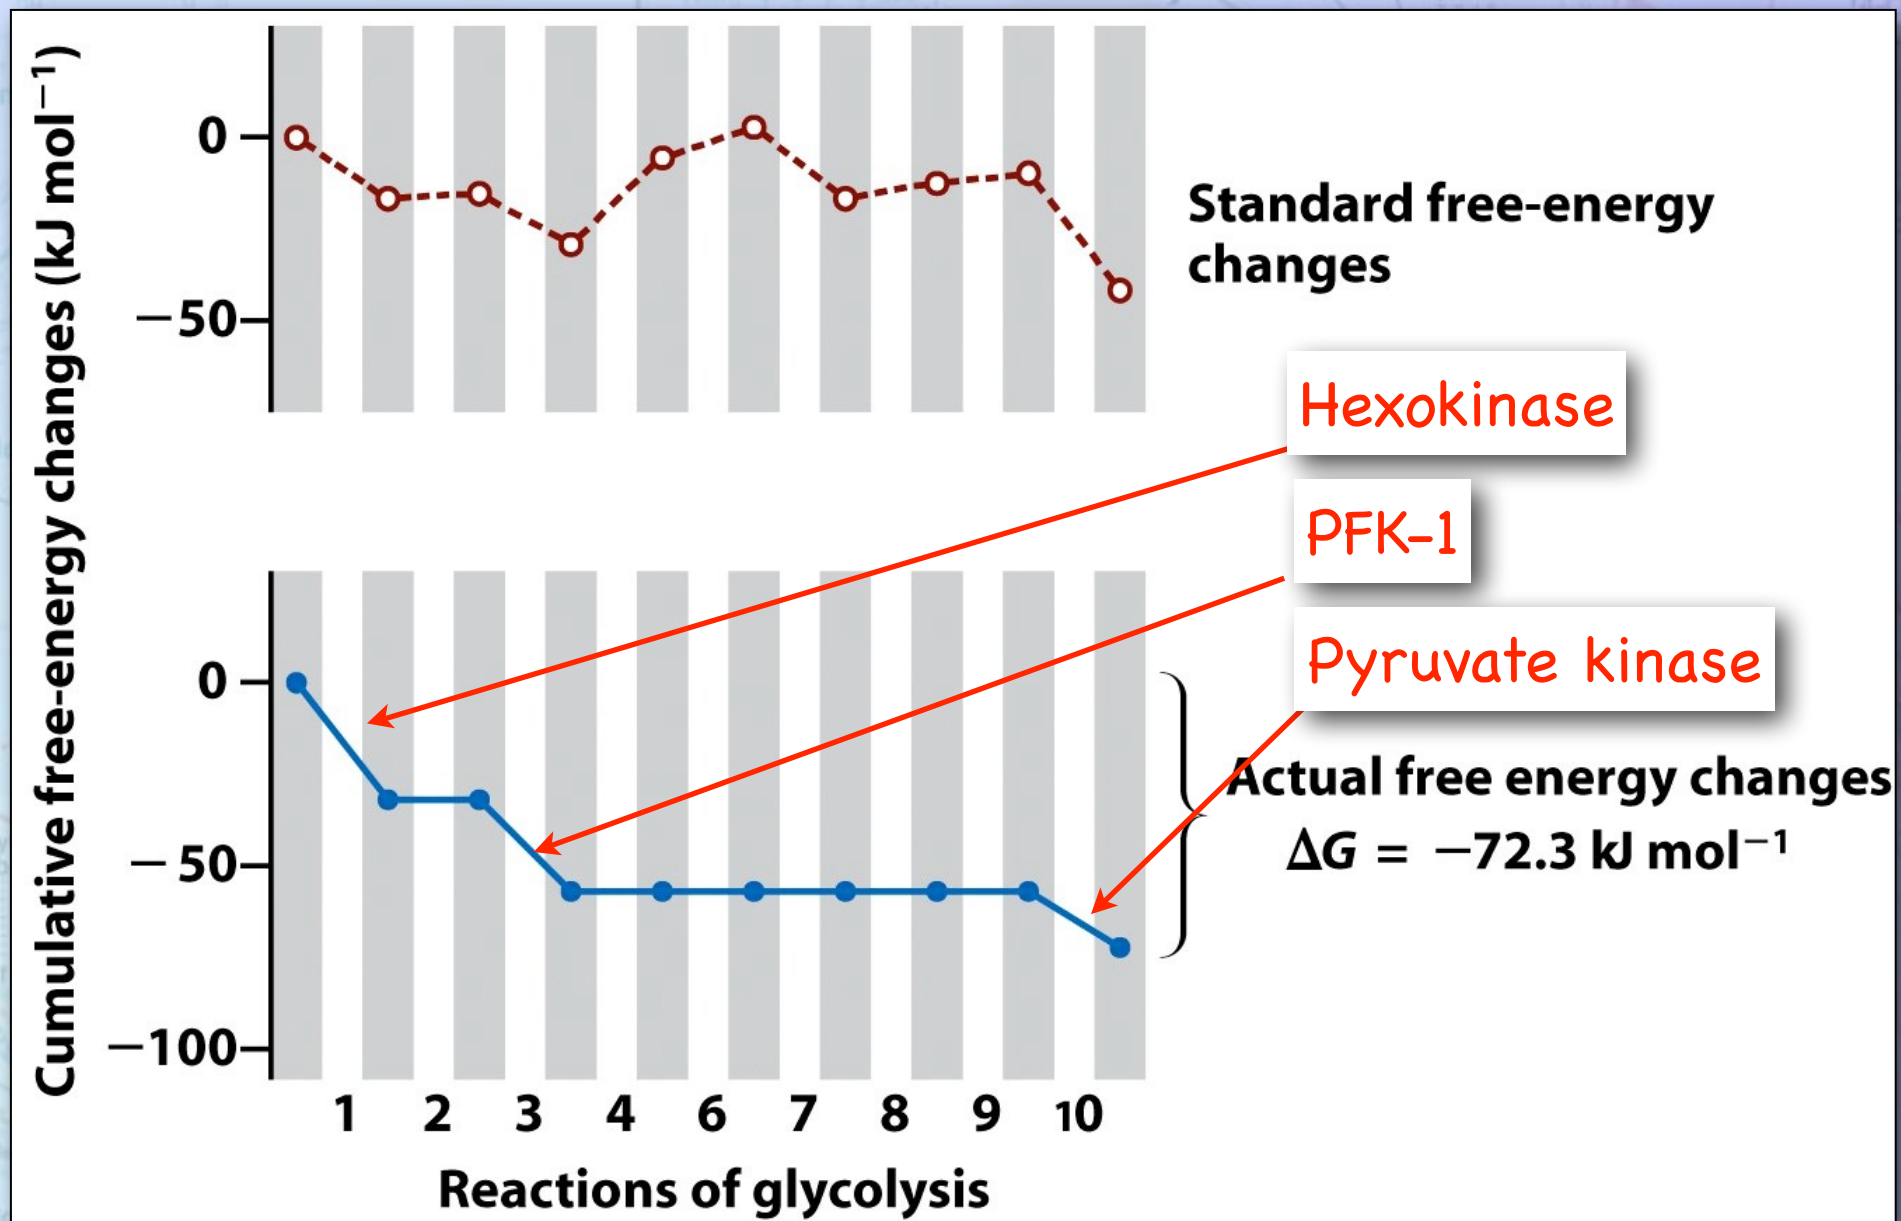 Cumulative free-energy changes (kJ mol⁻¹)
0
−50
Standard free-energy
changes
Hexokinase
PFK-1
Pyruvate kinase
0
−50
−100
Actual free energy changes
ΔG = −72.3 kJ mol⁻¹
1 2 3 4 6 7 8 9 10
Reactions of glycolysis